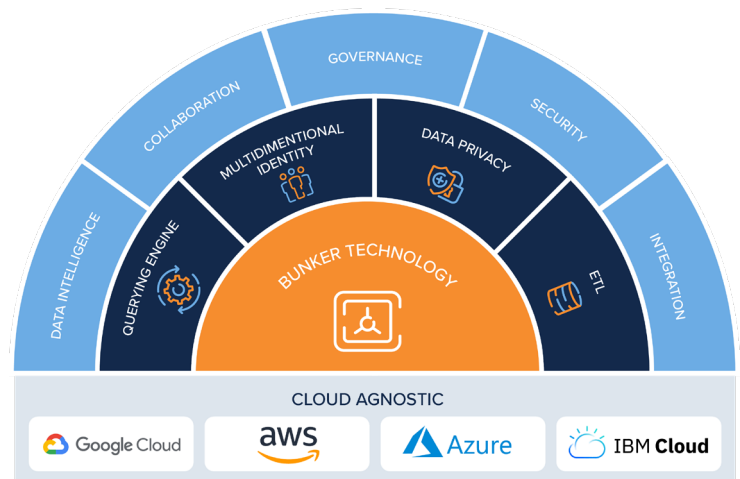 GOVERNANCE
COLLABORATION
SECURITY
DATA INTELLIGENCE
INTEGRATION
MULTIDIMENTIONAL
IDENTITY
DATA PRIVACY
QUERYING ENGINE
ETL
BUNKER TECHNOLOGY
CLOUD AGNOSTIC
Google Cloud
aws
Azure
IBM Cloud